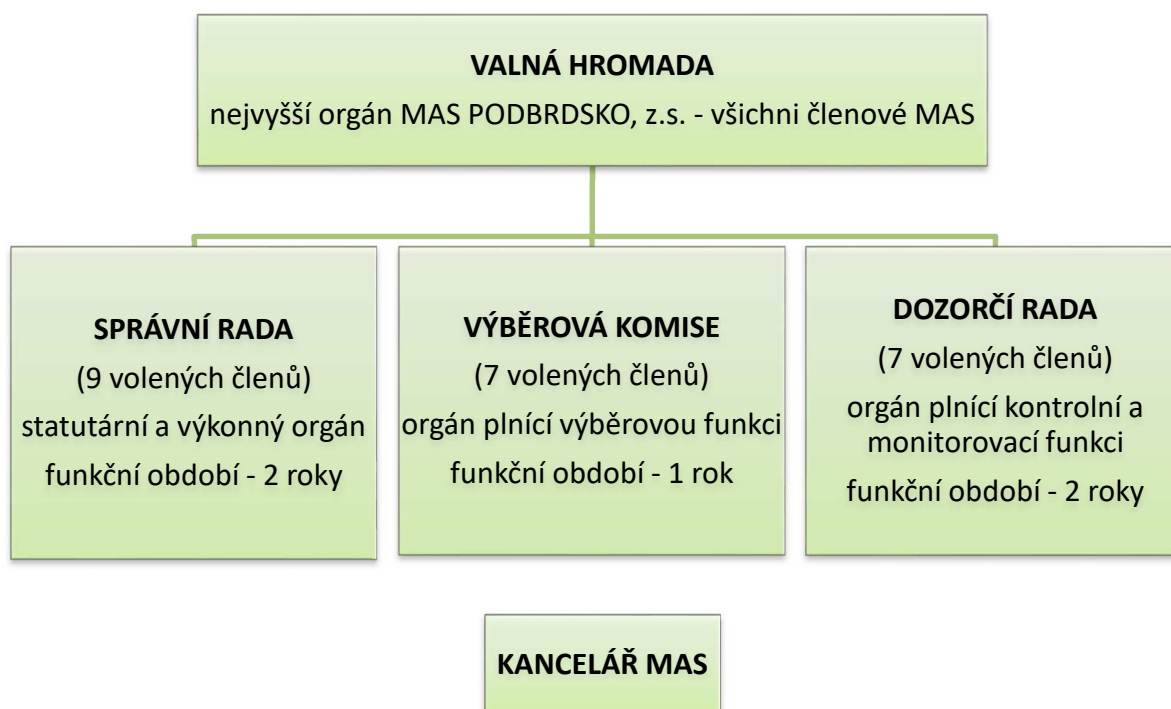 VALNÁ HROMADA
nejvyšší orgán MAS PODBRDSKO, z.s. - všichni členové MAS
SPRÁVNÍ RADA
(9 volených členů)
statutární a výkonný orgán
funkční období - 2 roky
VÝBĚROVÁ KOMISE
(7 volených členů)
orgán plnící výběrovou funkci
funkční období - 1 rok
DOZORČÍ RADA
(7 volených členů)
orgán plnící kontrolní a
monitorovací funkci
funkční období - 2 roky
KANCELÁŘ MAS